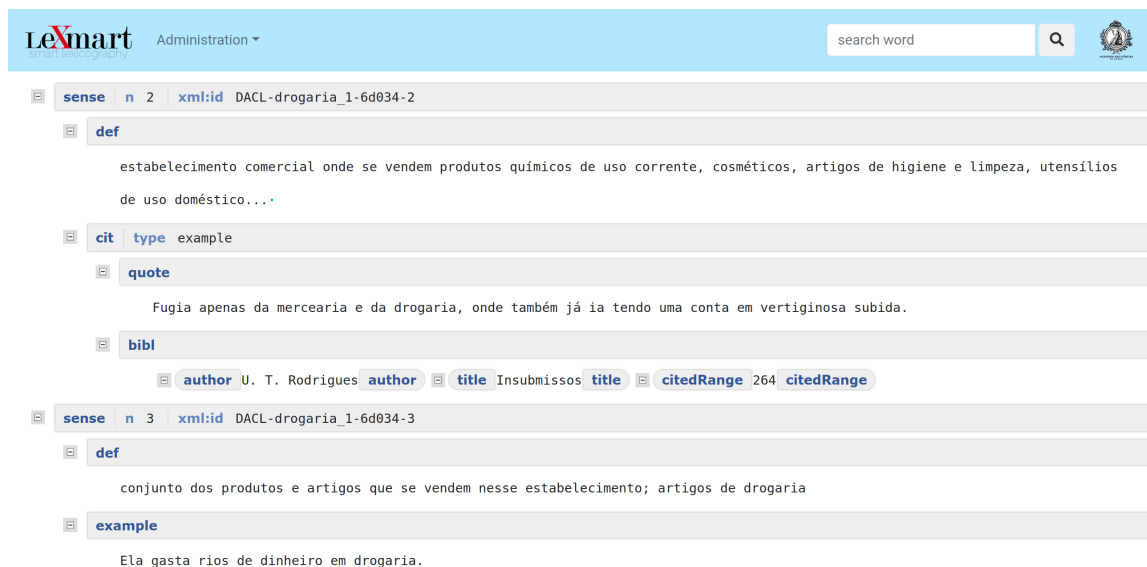 LeXmart
smart lexicography
Administration
search word
sense n 2 xml:id DACL-drogaria_1-6d034-2
def
estabelecimento comercial onde se vendem produtos químicos de uso corrente, cosméticos, artigos de higiene e limpeza, utensílios
de uso doméstico...
cit type example
quote
Fugia apenas da mercearia e da drogaria, onde também já ia tendo uma conta em vertiginosa subida.
bibl
author U. T. Rodrigues author title Insubmissos title citedRange 264 citedRange
sense n 3 xml:id DACL-drogaria_1-6d034-3
def
conjunto dos produtos e artigos que se vendem nesse estabelecimento; artigos de drogaria
example
Ela gasta rios de dinheiro em drogaria.